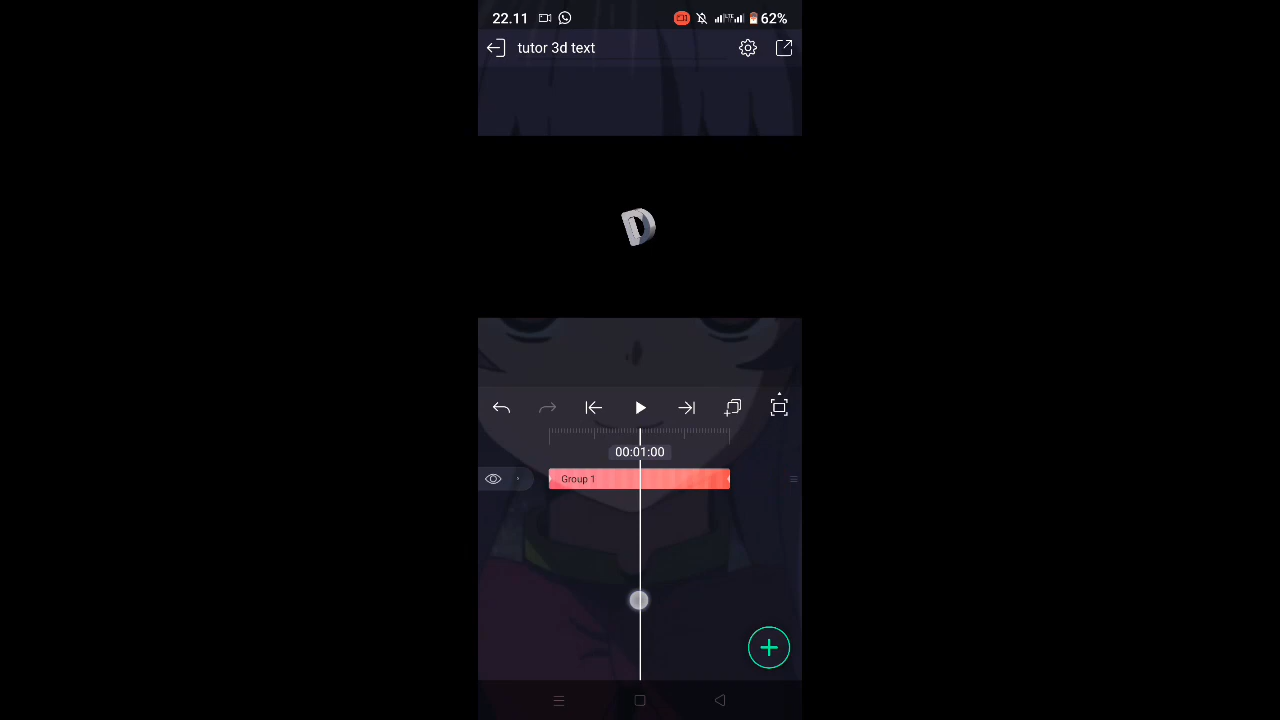 22.11 62%
tutor 3d text
D
00:01:00
Group 1